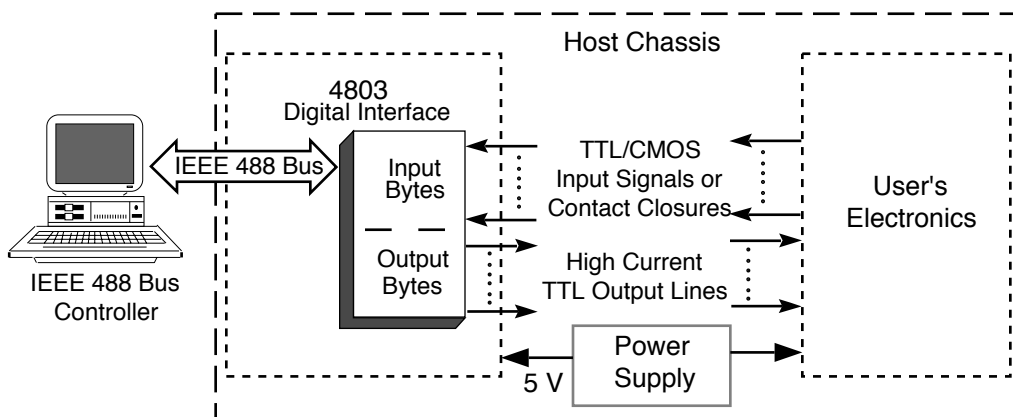 Host Chassis
4803
Digital Interface
IEEE 488 Bus
Input
Bytes
Output
Bytes
TTL/CMOS
Input Signals or
Contact Closures
High Current
TTL Output Lines
User's
Electronics
IEEE 488 Bus
Controller
5 V
Power
Supply